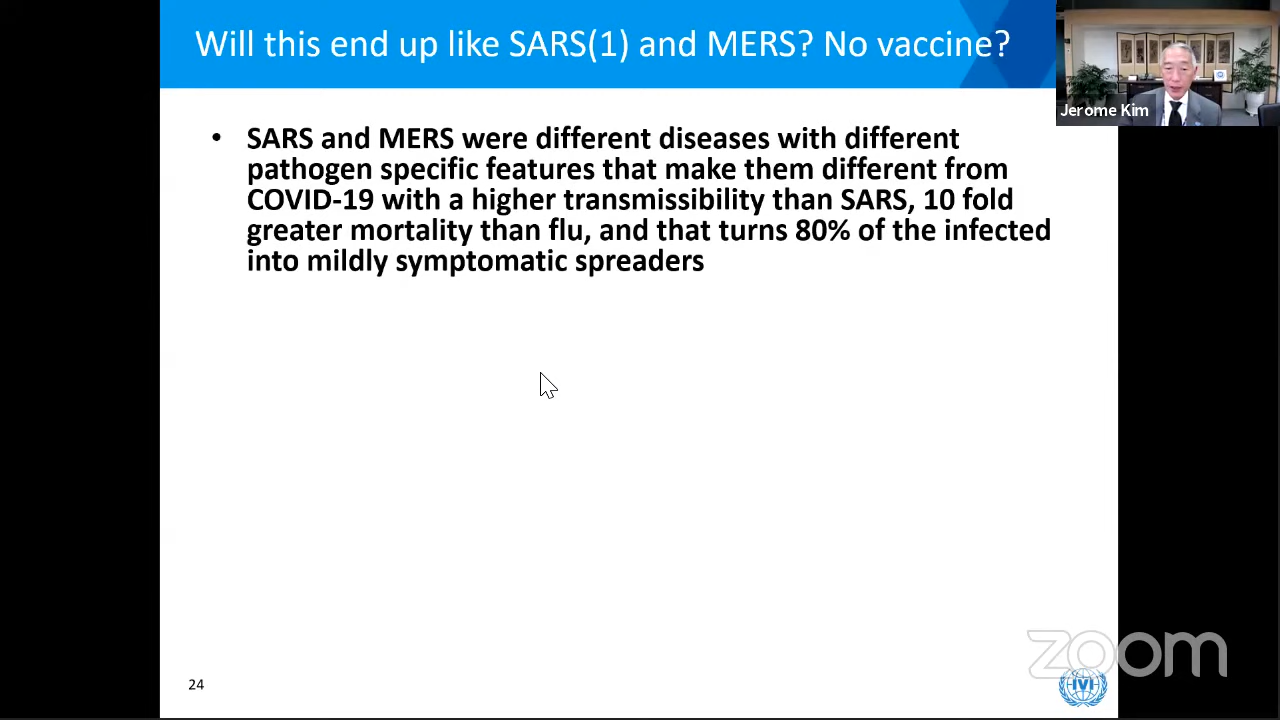 Will this end up like SARS(1) and MERS? No vaccine?
Jerome Kim
• SARS and MERS were different diseases with different
pathogen specific features that make them different from
COVID-19 with a higher transmissibility than SARS, 10 fold
greater mortality than flu, and that turns 80% of the infected
into mildly symptomatic spreaders
24
zoom
IVI